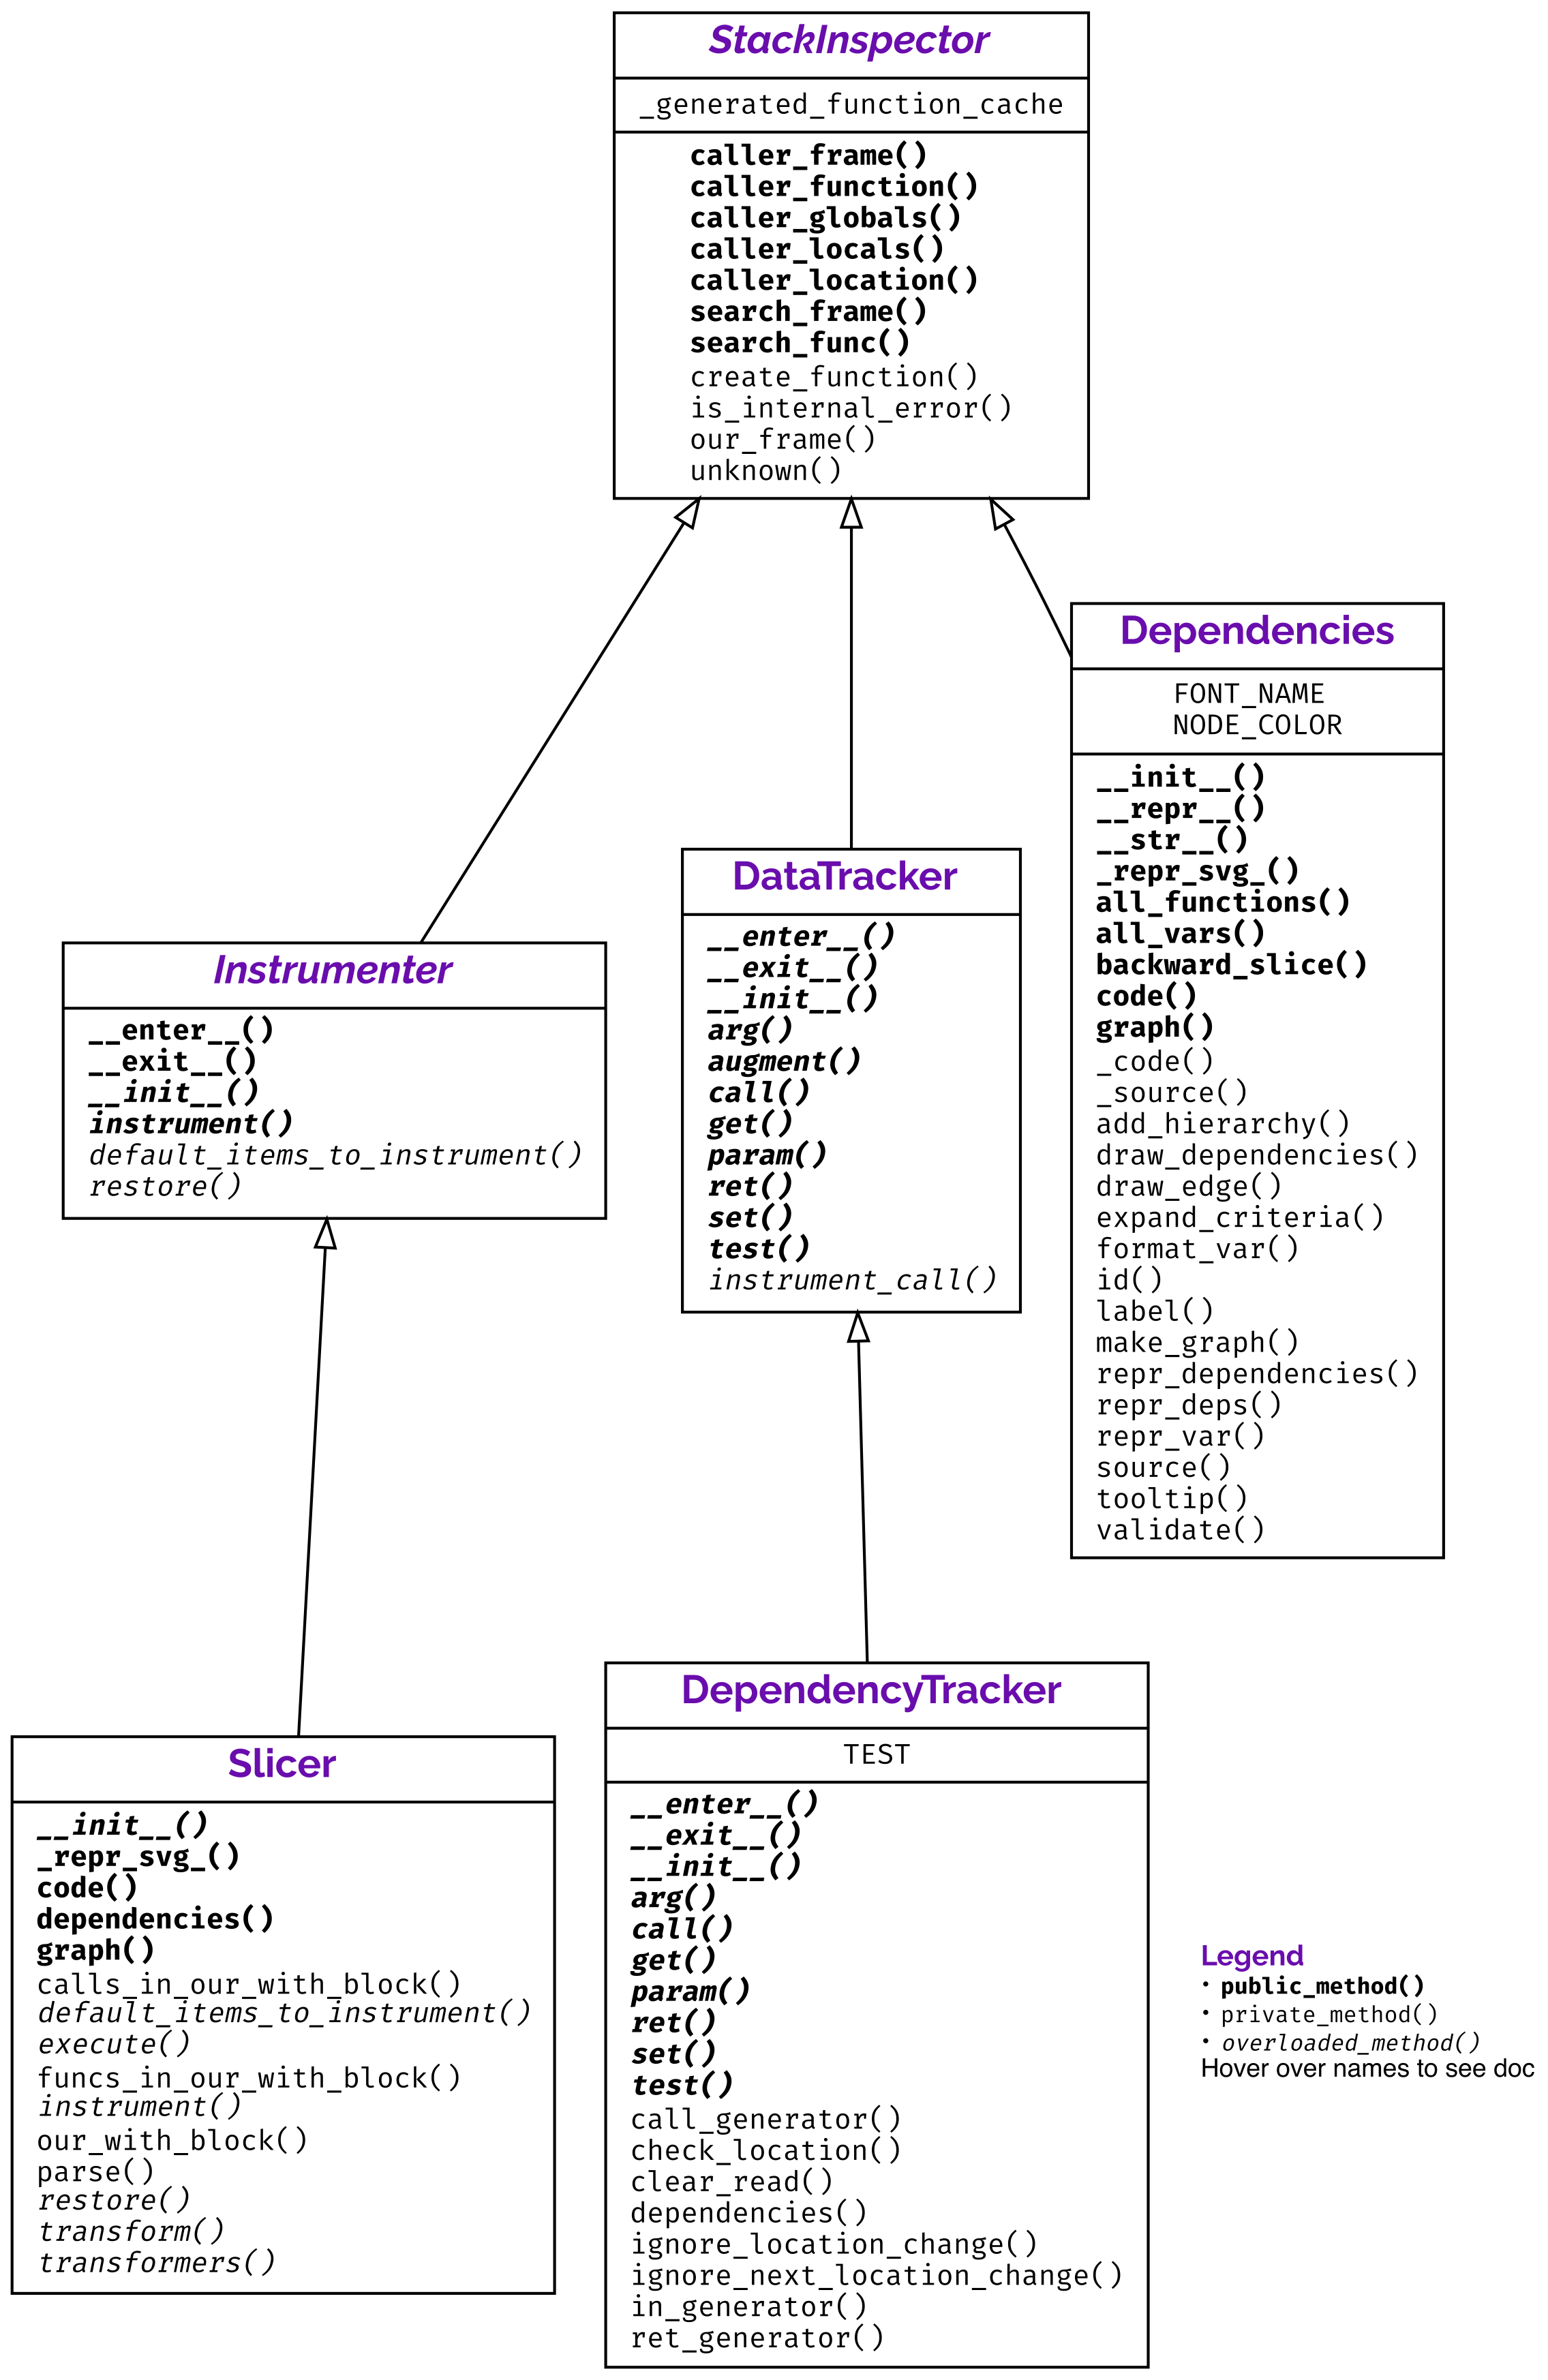 StackInspector
_generated_function_cache
caller_frame()
caller_function()
caller_globals()
caller_locals()
caller_location()
search_frame()
search_func()
create_function()
is_internal_error()
our_frame()
unknown()
Dependencies
FONT_NAME
NODE_COLOR
__init__()
__repr__()
__str__()
_repr_svg_()
all_functions()
all_vars()
backward_slice()
code()
graph()
_code()
_source()
add_hierarchy()
draw_dependencies()
draw_edge()
expand_criteria()
format_var()
id()
label()
make_graph()
repr_dependencies()
repr_deps()
repr_var()
source()
tooltip()
validate()
DataTracker
__enter__()
__exit__()
__init__()
arg()
augment()
call()
get()
param()
ret()
set()
test()
instrument_call()
Instrumenter
__enter__()
__exit__()
__init__()
instrument()
default_items_to_instrument()
restore()
DependencyTracker
TEST
__enter__()
__exit__()
__init__()
arg()
call()
get()
param()
ret()
set()
test()
call_generator()
check_location()
clear_read()
dependencies()
ignore_location_change()
ignore_next_location_change()
in_generator()
ret_generator()
Slicer
__init__()
_repr_svg_()
code()
dependencies()
graph()
calls_in_our_with_block()
default_items_to_instrument()
execute()
funcs_in_our_with_block()
instrument()
our_with_block()
parse()
restore()
transform()
transformers()
Legend
• public_method()
• private_method()
• overloaded_method()
Hover over names to see doc